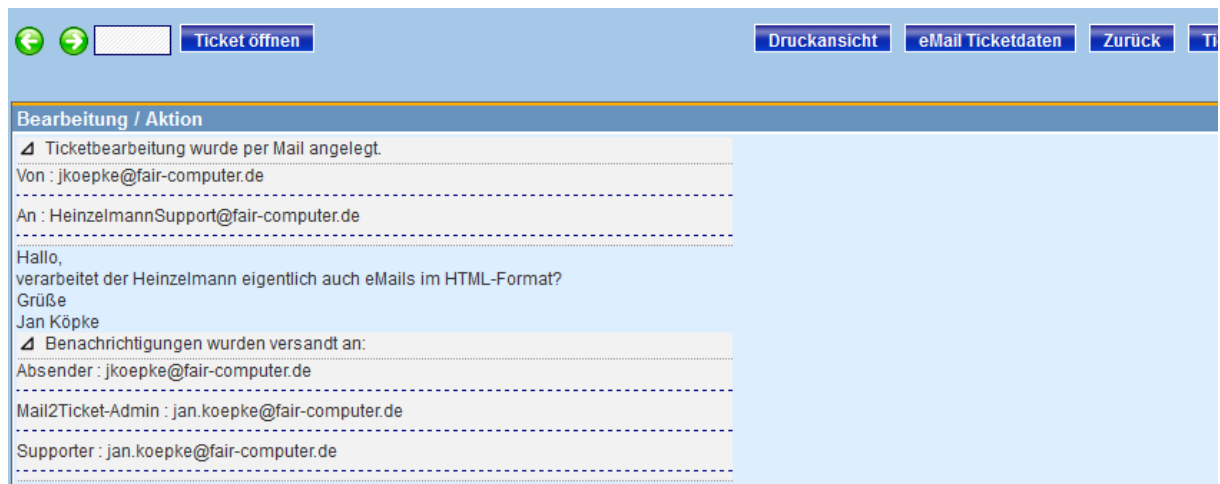 Ticket öffnen Druckansicht eMail Ticketdaten Zurück
Bearbeitung / Aktion
Ticketbearbeitung wurde per Mail angelegt.
Von : jkoepke@fair-computer.de
An : HeinzelmannSupport@fair-computer.de
Hallo,
verarbeitet der Heinzelmann eigentlich auch eMails im HTML-Format?
Grüße
Jan Köpke
Benachrichtigungen wurden versandt an:
Absender : jkoepke@fair-computer.de
Mail2Ticket-Admin : jan.koepke@fair-computer.de
Supporter : jan.koepke@fair-computer.de